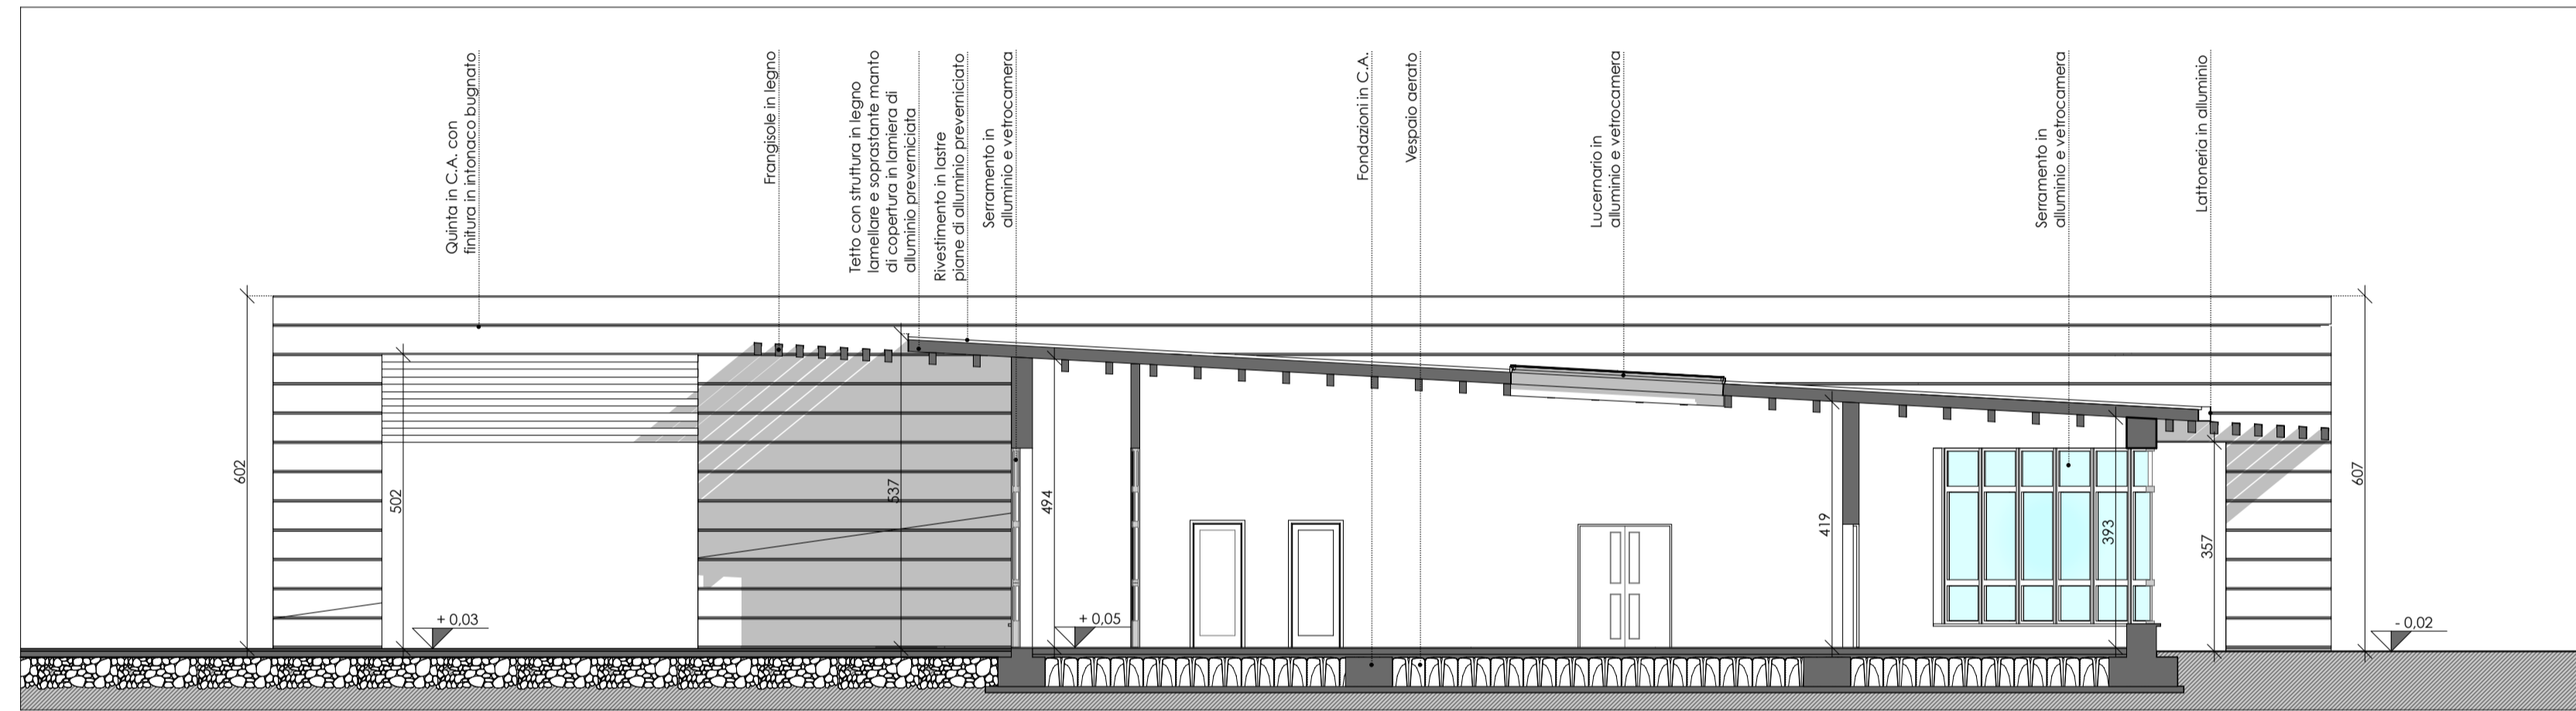 Quinta in C.A. con
finitura in intonaco bugnato
Frangisole in legno
Tetto con struttura in legno
lamellare e soprastante manto
di copertura in lamiera di
alluminio preverniciata
Rivestimento in lastre
piane di alluminio preverniciato
Serramento in
alluminio e vetrocamera
Fondazioni in C.A.
Vespaio aerato
Lucernario in
alluminio e vetrocamera
Serramento in
alluminio e vetrocamera
Lattoneria in alluminio
602
502
537
494
419
393
357
607
+ 0,03
+ 0,05
- 0,02